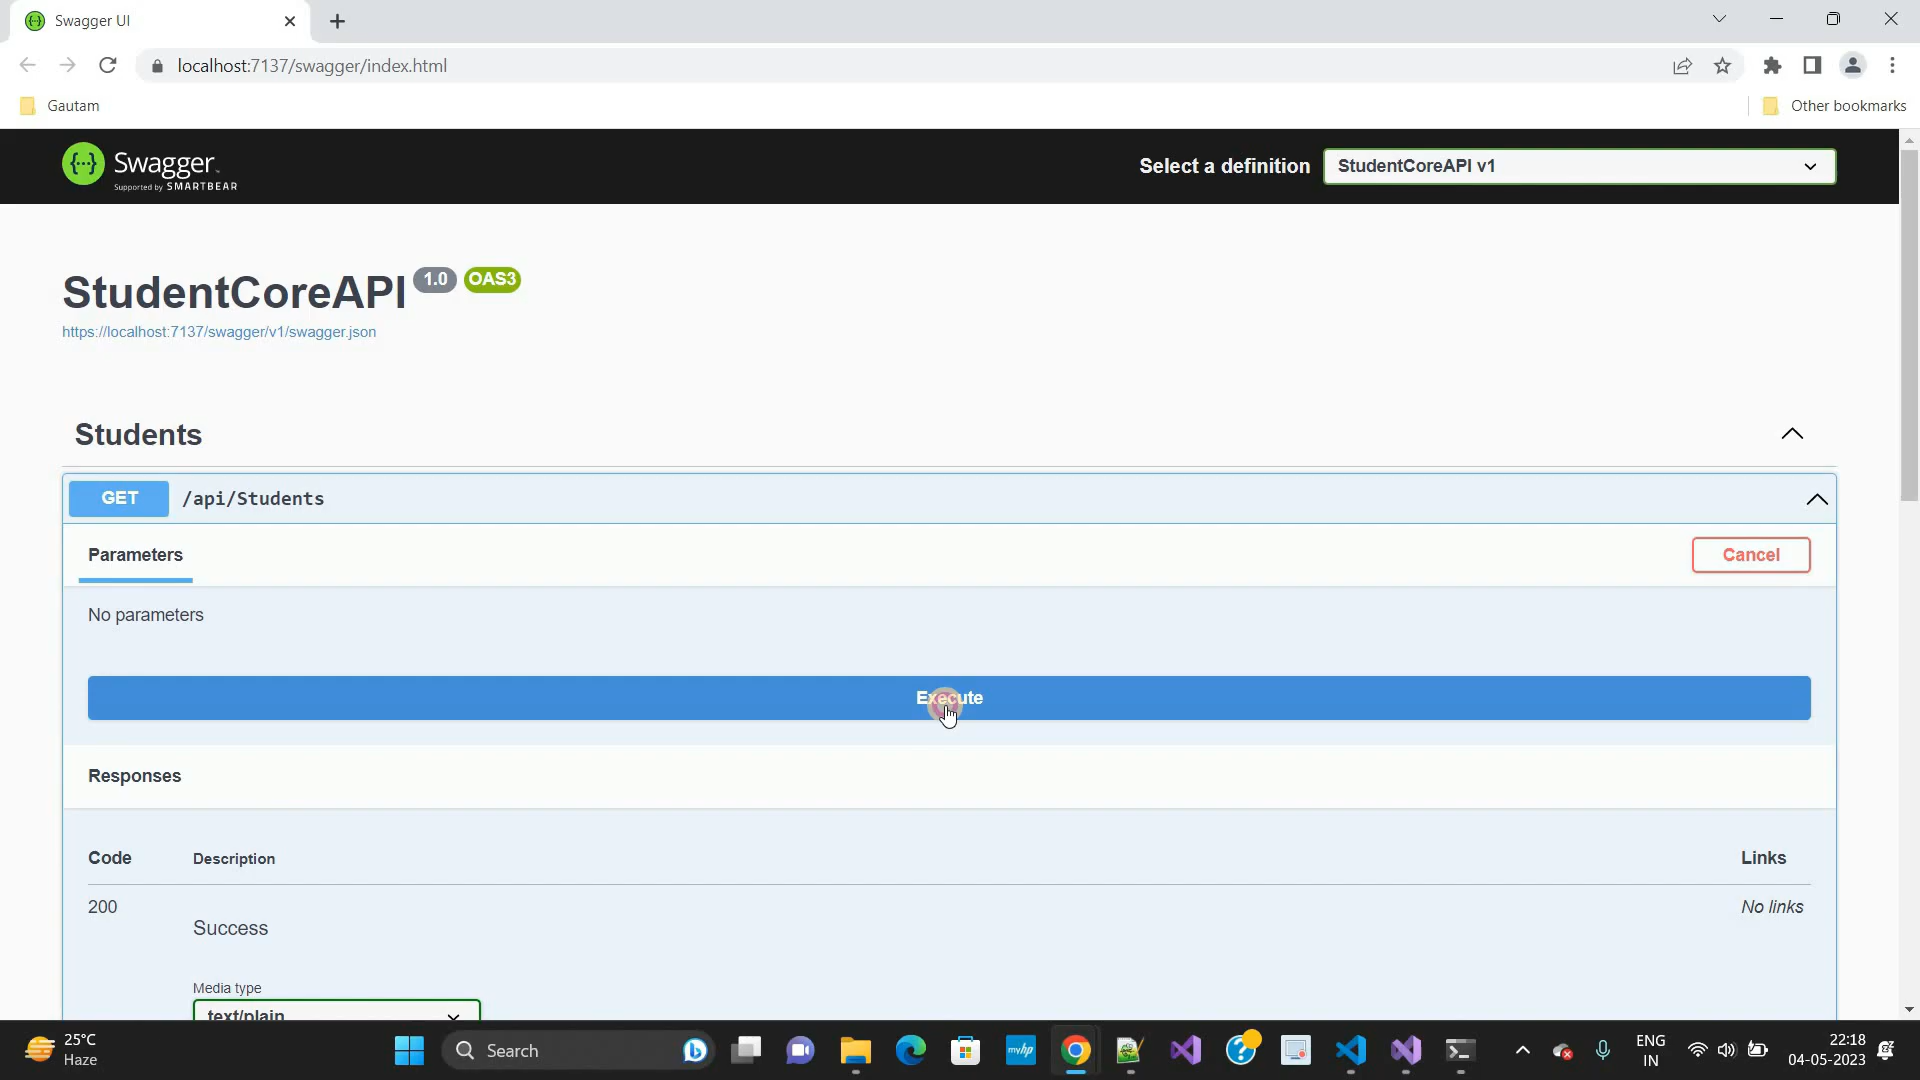 Swagger UI
localhost:7137/swagger/index.html
Gautam
Other bookmarks
Swagger.
Supported by SMARTBEAR
Select a definition
StudentCoreAPI v1
StudentCoreAPI 1.0 OAS3
https://localhost:7137/swagger/v1/swagger.json
Students
GET /api/Students
Parameters
Cancel
No parameters
Execute
Responses
Code Description Links
200 Success No links
Media type
text/plain
25°C
Haze
Search
myhp
ENG
IN
22:18
04-05-2023